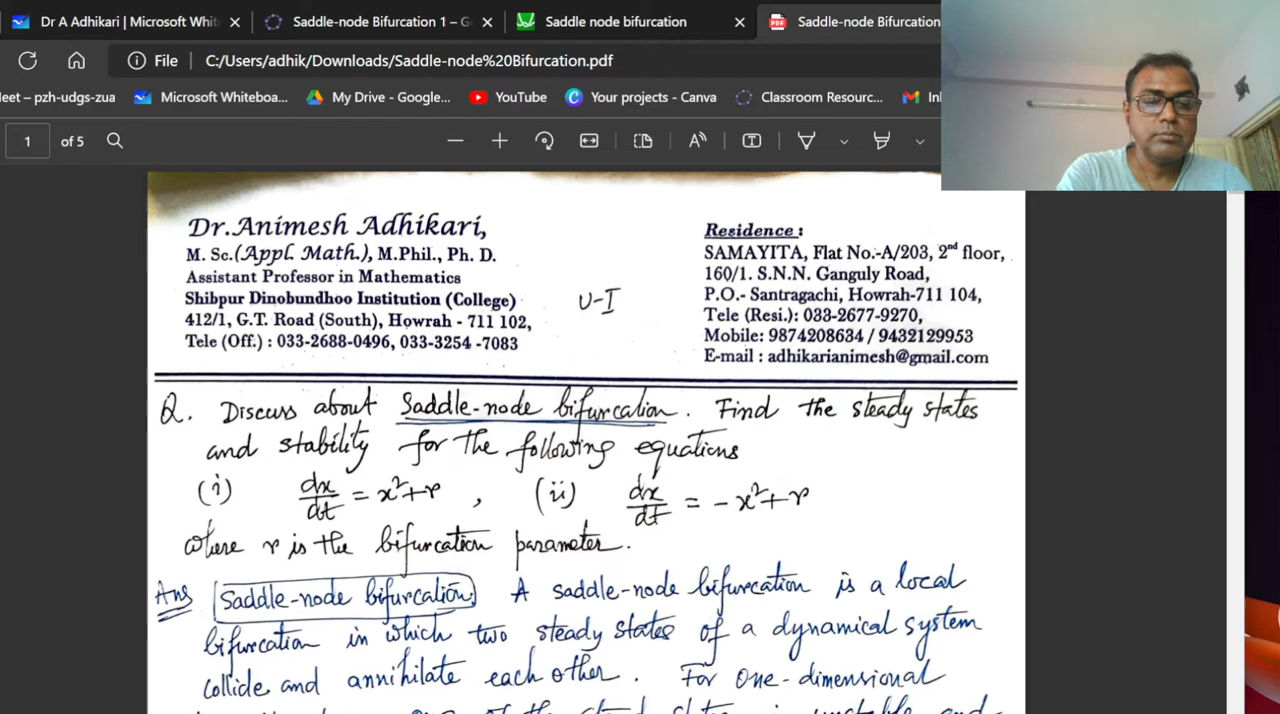 Dr A Adhikari | Microsoft Whit
Saddle-node Bifurcation 1 – G
Saddle node bifurcation
Saddle-node Bifurcation
File
C:/Users/adhik/Downloads/Saddle-node%20Bifurcation.pdf
leet – pzh-udgs-zua
Microsoft Whiteboa...
My Drive - Google...
YouTube
Your projects - Canva
Classroom Resourc...
In
1 of 5
Dr.Animesh Adhikari,
M. Sc.(Appl. Math.), M.Phil., Ph. D.
Assistant Professor in Mathematics
Shibpur Dinobundhoo Institution (College)
412/1, G.T. Road (South), Howrah - 711 102,
Tele (Off.) : 033-2688-0496, 033-3254 -7083
U-I
Residence :
SAMAYITA, Flat No.-A/203, 2nd floor,
160/1. S.N.N. Ganguly Road,
P.O.- Santragachi, Howrah-711 104,
Tele (Resi.): 033-2677-9270,
Mobile: 9874208634 / 9432129953
E-mail : adhikarianimesh@gmail.com
Q. Discuss about Saddle-node bifurcation. Find the steady states
and stability for the following equations
(i) dx/dt = x²+r , (ii) dx/dt = -x²+r
where r is the bifurcation parameter.
Ans Saddle-node bifurcation: A saddle-node bifurcation is a local
bifurcation in which two steady states of a dynamical system
collide and annihilate each other. For one-dimensional